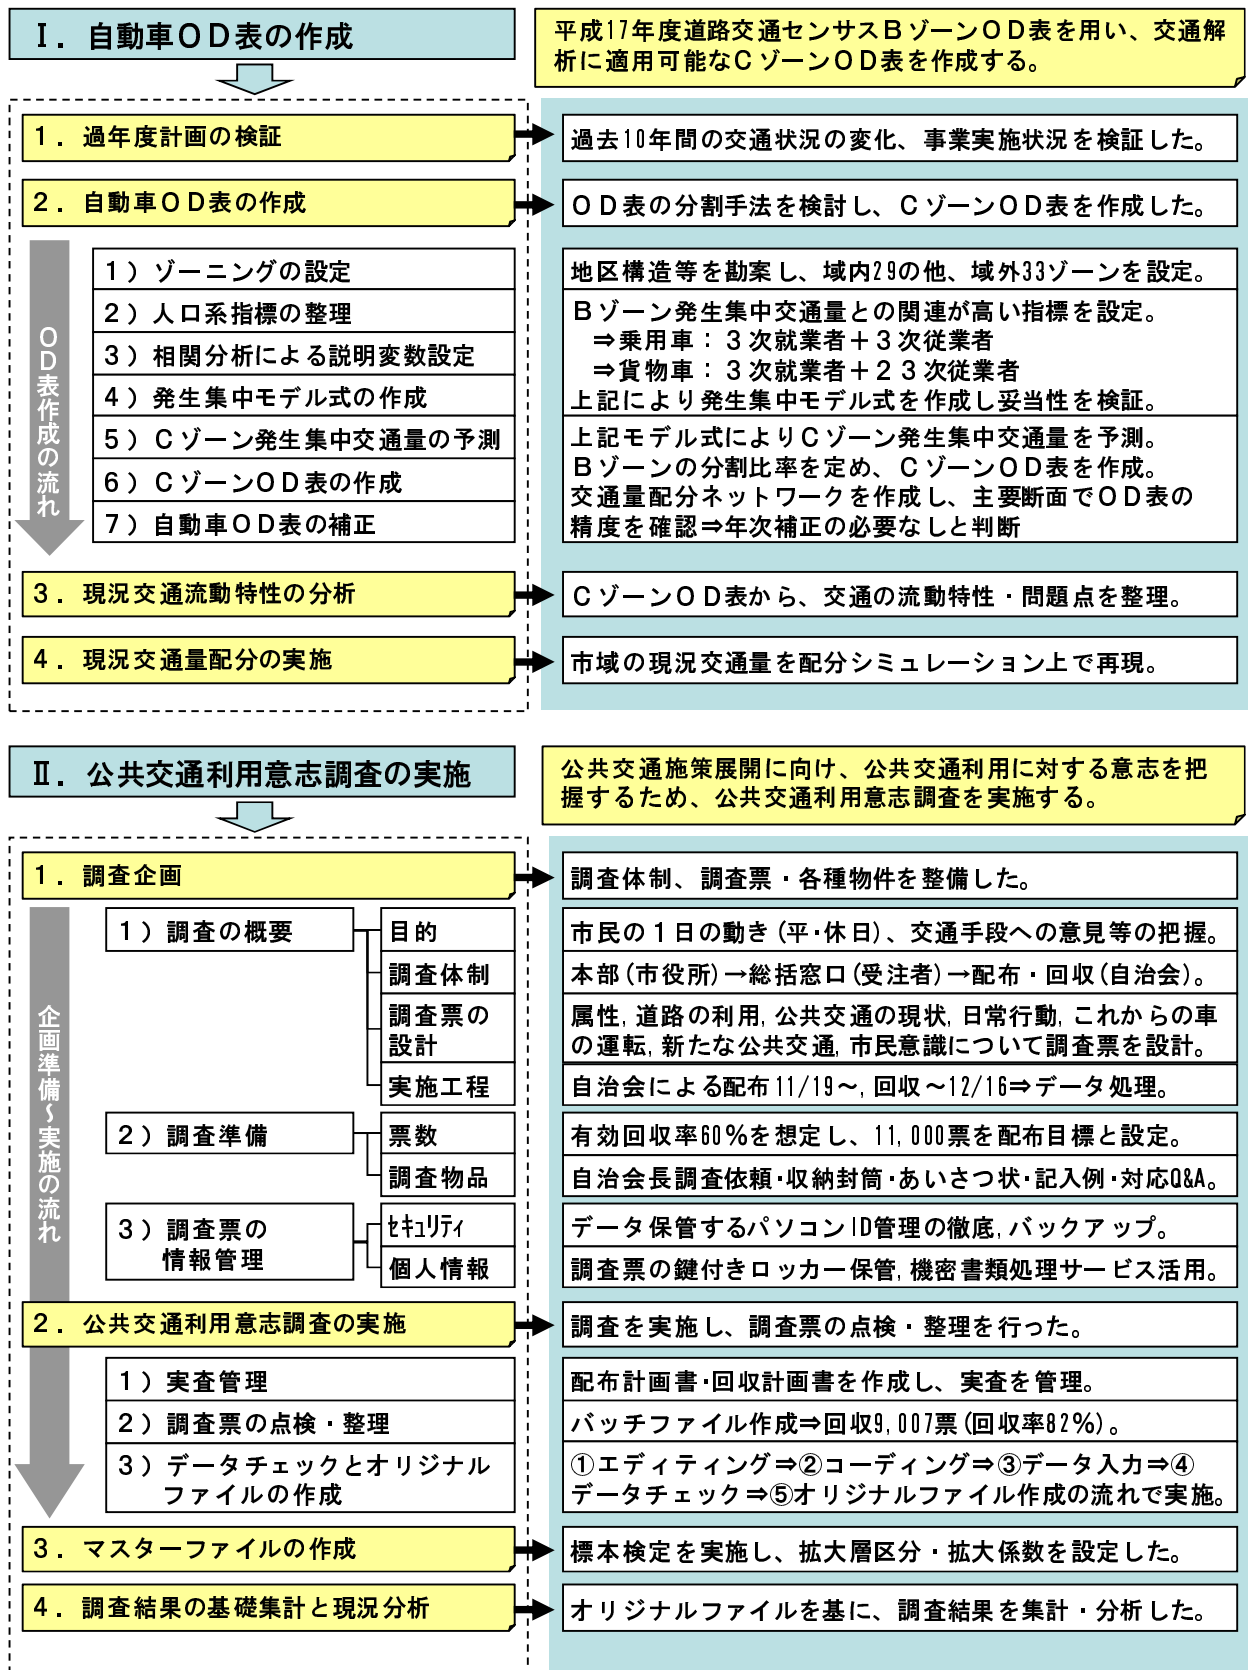 Ⅰ．自動車ＯＤ表の作成
平成17年度道路交通センサスＢゾーンＯＤ表を用い、交通解
析に適用可能なＣゾーンＯＤ表を作成する。
１．過年度計画の検証
過去10年間の交通状況の変化、事業実施状況を検証した。
２．自動車ＯＤ表の作成
ＯＤ表の分割手法を検討し、ＣゾーンＯＤ表を作成した。
ＯＤ表作成の流れ
１）ゾーニングの設定
地区構造等を勘案し、域内29の他、域外33ゾーンを設定。
２）人口系指標の整理
３）相関分析による説明変数設定
４）発生集中モデル式の作成
Ｂゾーン発生集中交通量との関連が高い指標を設定。
⇒乗用車：３次就業者＋３次従業者
⇒貨物車：３次就業者＋２３次従業者
上記により発生集中モデル式を作成し妥当性を検証。
５）Ｃゾーン発生集中交通量の予測
６）ＣゾーンＯＤ表の作成
７）自動車ＯＤ表の補正
上記モデル式によりＣゾーン発生集中交通量を予測。
Ｂゾーンの分割比率を定め、ＣゾーンＯＤ表を作成。
交通量配分ネットワークを作成し、主要断面でＯＤ表の
精度を確認⇒年次補正の必要なしと判断
３．現況交通流動特性の分析
ＣゾーンＯＤ表から、交通の流動特性・問題点を整理。
４．現況交通量配分の実施
市域の現況交通量を配分シミュレーション上で再現。
Ⅱ．公共交通利用意志調査の実施
公共交通施策展開に向け、公共交通利用に対する意志を把
握するため、公共交通利用意志調査を実施する。
１．調査企画
調査体制、調査票・各種物件を整備した。
企画準備～実施の流れ
１）調査の概要
目的
市民の１日の動き(平・休日)、交通手段への意見等の把握。
調査体制
本部(市役所)→総括窓口(受注者)→配布・回収(自治会)。
調査票の
設計
属性,道路の利用,公共交通の現状,日常行動,これからの車
の運転,新たな公共交通,市民意識について調査票を設計。
実施工程
自治会による配布11/19～,回収～12/16⇒データ処理。
２）調査準備
票数
有効回収率60％を想定し、11,000票を配布目標と設定。
調査物品
自治会長調査依頼・収納封筒・あいさつ状・記入例・対応Q&A。
３）調査票の
情報管理
ｾｷｭﾘﾃｨ
データ保管するパソコンID管理の徹底,バックアップ。
個人情報
調査票の鍵付きロッカー保管,機密書類処理サービス活用。
２．公共交通利用意志調査の実施
調査を実施し、調査票の点検・整理を行った。
１）実査管理
配布計画書・回収計画書を作成し、実査を管理。
２）調査票の点検・整理
バッチファイル作成⇒回収9,007票(回収率82％)。
３）データチェックとオリジナル
ファイルの作成
①エディティング⇒②コーディング⇒③データ入力⇒④
データチェック⇒⑤オリジナルファイル作成の流れで実施。
３．マスターファイルの作成
標本検定を実施し、拡大層区分・拡大係数を設定した。
４．調査結果の基礎集計と現況分析
オリジナルファイルを基に、調査結果を集計・分析した。